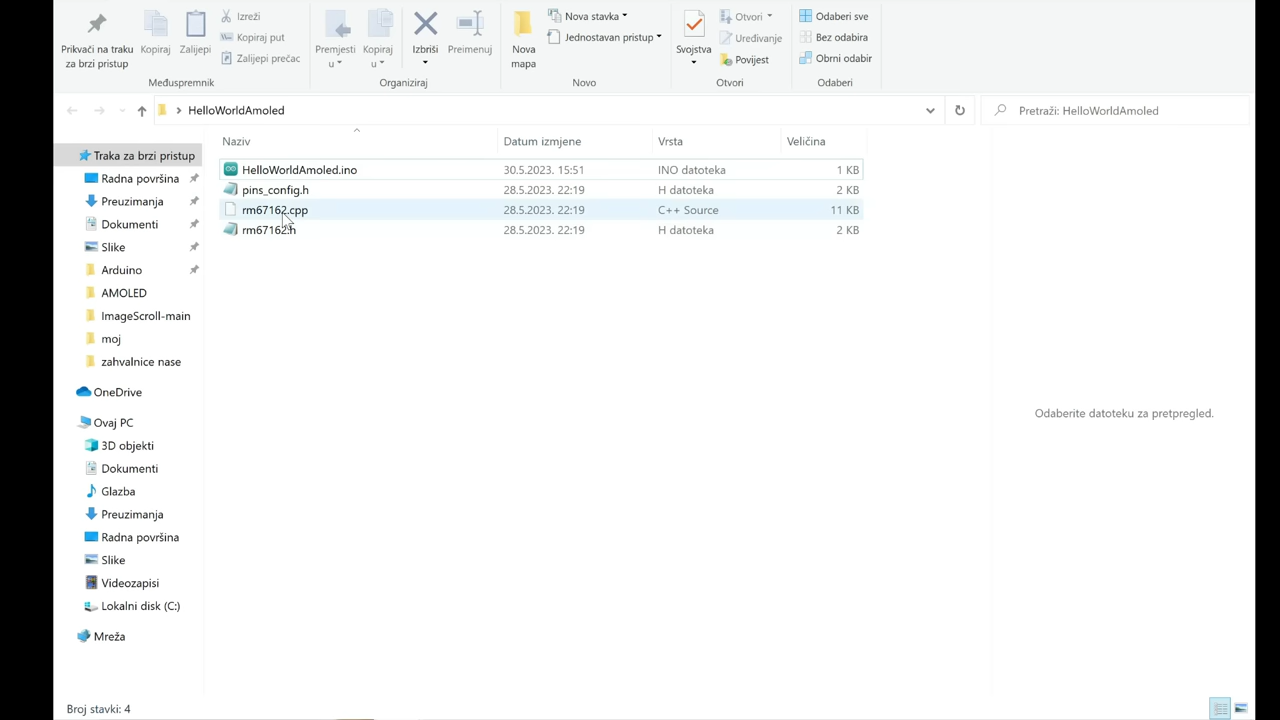 Prikvači na traku
za brzi pristup
Kopiraj
Zalijepi
Izreži
Kopiraj put
Zalijepi prečac
Međuspremnik
Premjesti
u
Kopiraj
u
Izbriši
Preimenuj
Organiziraj
Nova
mapa
Nova stavka
Jednostavan pristup
Novo
Svojstva
Otvori
Uređivanje
Povijest
Otvori
Odaberi sve
Bez odabira
Obrni odabir
Odaberi
HelloWorldAmoled
Pretraži: HelloWorldAmoled
Naziv Datum izmjene Vrsta Veličina
HelloWorldAmoled.ino 30.5.2023. 15:51 INO datoteka 1 KB
pins_config.h 28.5.2023. 22:19 H datoteka 2 KB
rm67162.cpp 28.5.2023. 22:19 C++ Source 11 KB
rm67162.h 28.5.2023. 22:19 H datoteka 2 KB
Traka za brzi pristup
Radna površina
Preuzimanja
Dokumenti
Slike
Arduino
AMOLED
ImageScroll-main
moj
zahvalnice nase
OneDrive
Ovaj PC
3D objekti
Dokumenti
Glazba
Preuzimanja
Radna površina
Slike
Videozapisi
Lokalni disk (C:)
Mreža
Odaberite datoteku za pretpregled.
Broj stavki: 4